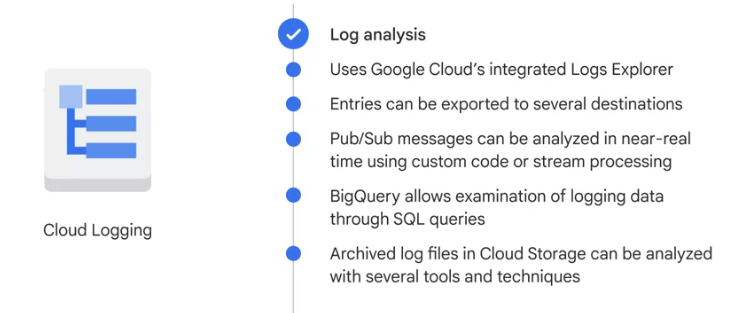 Log analysis
Uses Google Cloud's integrated Logs Explorer
Entries can be exported to several destinations
Pub/Sub messages can be analyzed in near-real
time using custom code or stream processing
BigQuery allows examination of logging data
through SQL queries
Archived log files in Cloud Storage can be analyzed
with several tools and techniques
Cloud Logging